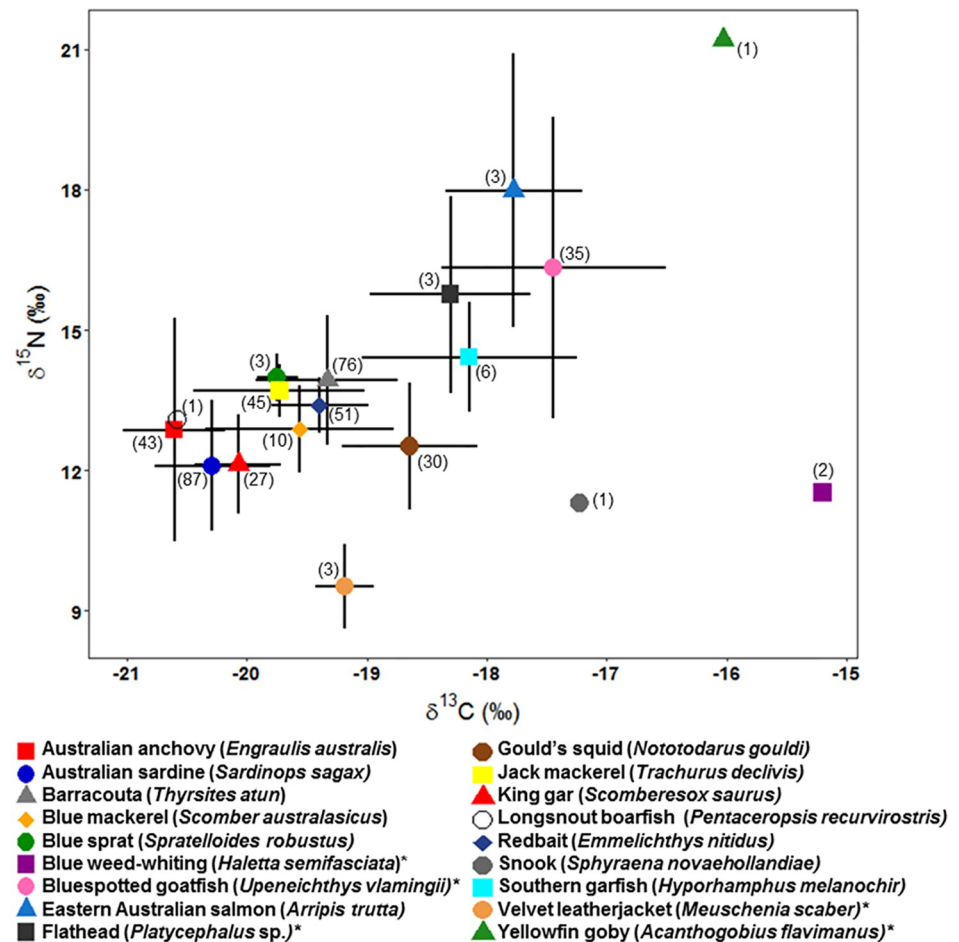 21
(1)
18
(3)
(35)
(3)
δ15N (‰)
15
(3)
(76)
(6)
(1)
(45)
(51)
(43)
(10)
(30)
12
(87)
(27)
(2)
(1)
(3)
9
-21 -20 -19 -18 -17 -16 -15
δ13C (‰)
Australian anchovy (Engraulis australis)
Australian sardine (Sardinops sagax)
Barracouta (Thyrsites atun)
Blue mackerel (Scomber australasicus)
Blue sprat (Spratelloides robustus)
Blue weed-whiting (Haletta semifasciata)*
Bluespotted goatfish (Upeneichthys vlamingii)*
Eastern Australian salmon (Arripis trutta)
Flathead (Platycephalus sp.)*
Gould's squid (Nototodarus gouldi)
Jack mackerel (Trachurus declivis)
King gar (Scomberesox saurus)
Longsnout boarfish (Pentaceropsis recurvirostris)
Redbait (Emmelichthys nitidus)
Snook (Sphyraena novaehollandiae)
Southern garfish (Hyporhamphus melanochir)
Velvet leatherjacket (Meuschenia scaber)*
Yellowfin goby (Acanthogobius flavimanus)*